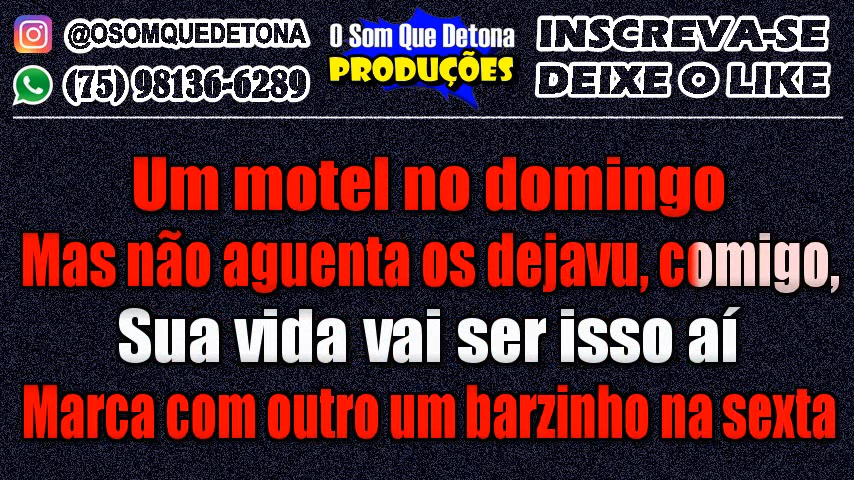 @OSOMQUEDETONA
(75) 98136-6289
O Som Que Detona
PRODUÇÕES
INSCREVA-SE
DEIXE O LIKE
Um motel no domingo
Mas não aguenta os dejavu, comigo,
Sua vida vai ser isso aí
Marca com outro um barzinho na sexta